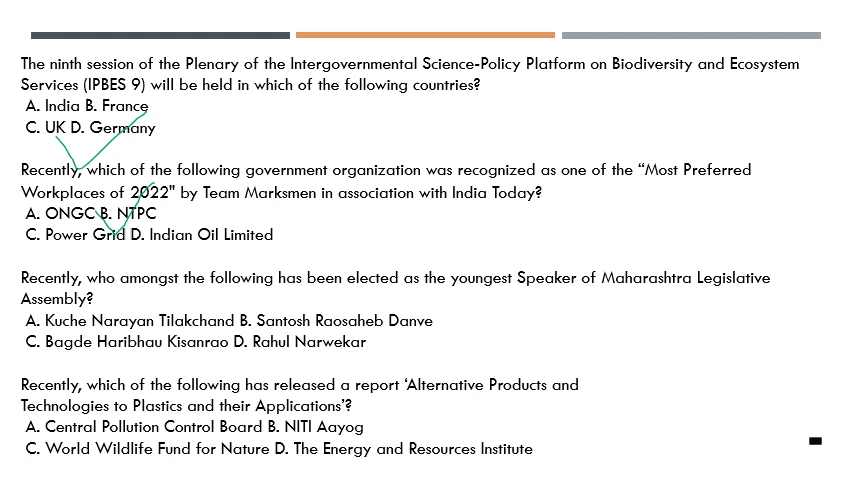 The ninth session of the Plenary of the Intergovernmental Science-Policy Platform on Biodiversity and Ecosystem
Services (IPBES 9) will be held in which of the following countries?
A. India B. France
C. UK D. Germany
Recently, which of the following government organization was recognized as one of the “Most Preferred
Workplaces of 2022" by Team Marksmen in association with India Today?
A. ONGC B. NTPC
C. Power Grid D. Indian Oil Limited
Recently, who amongst the following has been elected as the youngest Speaker of Maharashtra Legislative
Assembly?
A. Kuche Narayan Tilakchand B. Santosh Raosaheb Danve
C. Bagde Haribhau Kisanrao D. Rahul Narwekar
Recently, which of the following has released a report ‘Alternative Products and
Technologies to Plastics and their Applications’?
A. Central Pollution Control Board B. NITI Aayog
C. World Wildlife Fund for Nature D. The Energy and Resources Institute